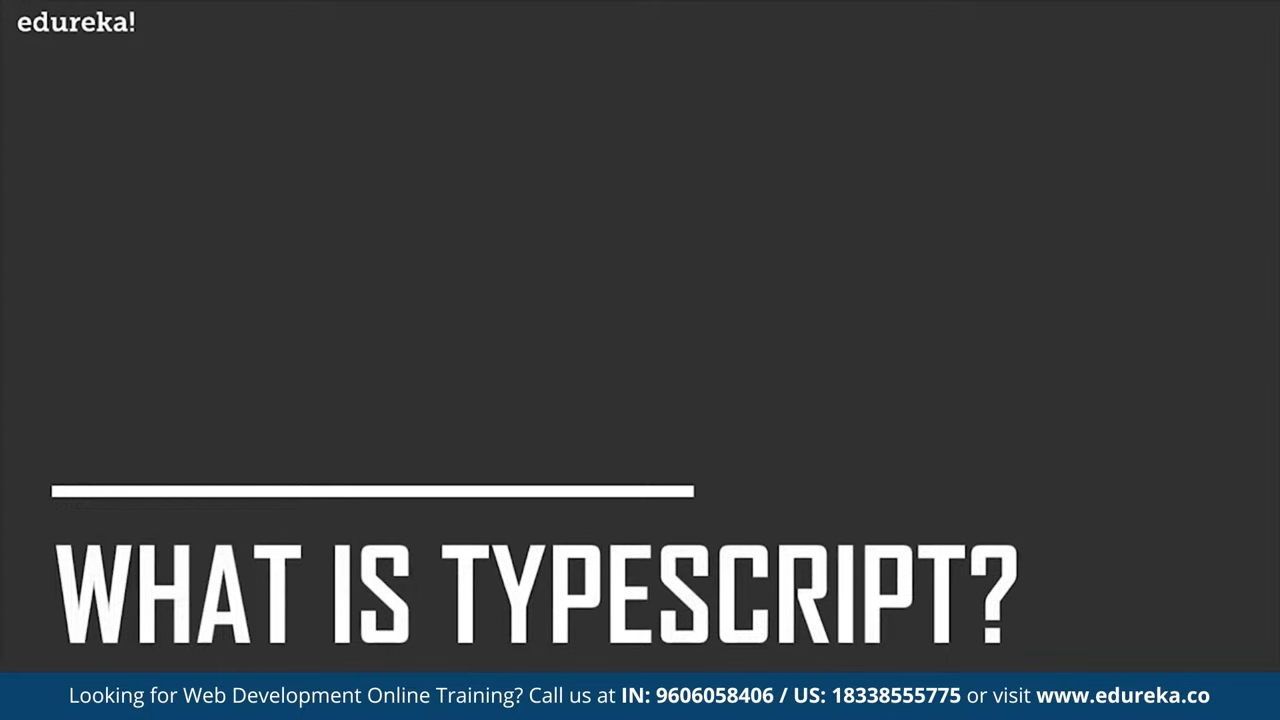 edureka!
WHAT IS TYPESCRIPT?
Looking for Web Development Online Training? Call us at IN: 9606058406 / US: 18338555775 or visit www.edureka.co